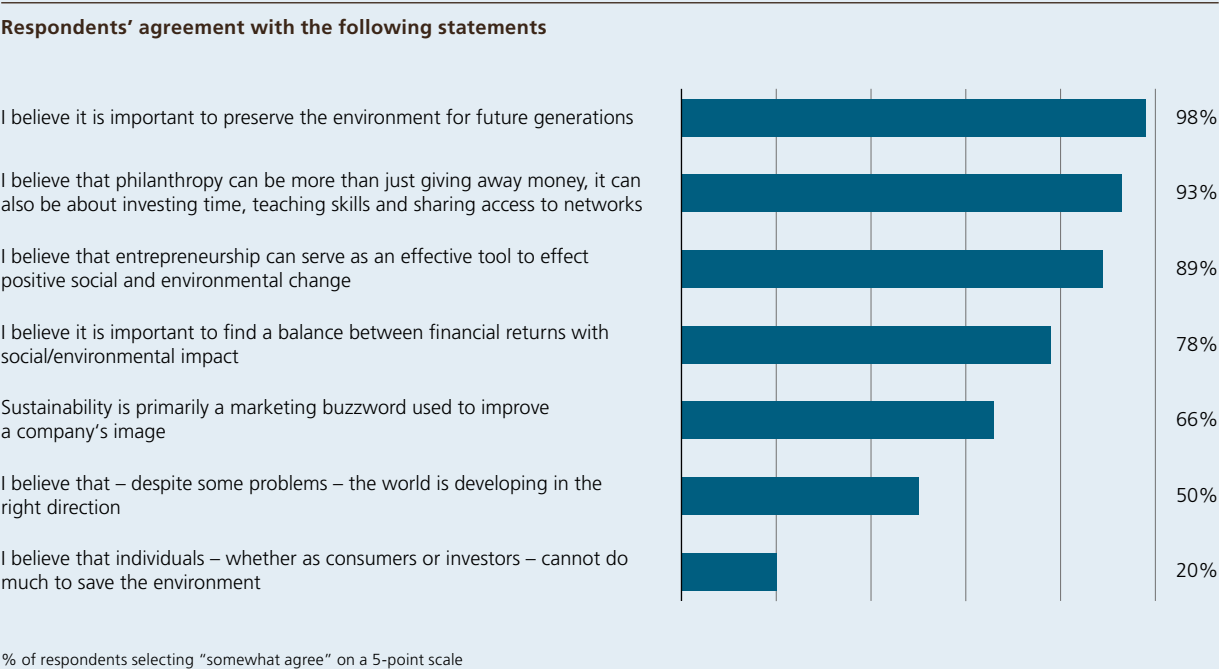 Respondents’ agreement with the following statements
I believe it is important to preserve the environment for future generations
98%
I believe that philanthropy can be more than just giving away money, it can
also be about investing time, teaching skills and sharing access to networks
93%
I believe that entrepreneurship can serve as an effective tool to effect
positive social and environmental change
89%
I believe it is important to find a balance between financial returns with
social/environmental impact
78%
Sustainability is primarily a marketing buzzword used to improve
a company’s image
66%
I believe that – despite some problems – the world is developing in the
right direction
50%
I believe that individuals – whether as consumers or investors – cannot do
much to save the environment
20%
% of respondents selecting “somewhat agree” on a 5-point scale